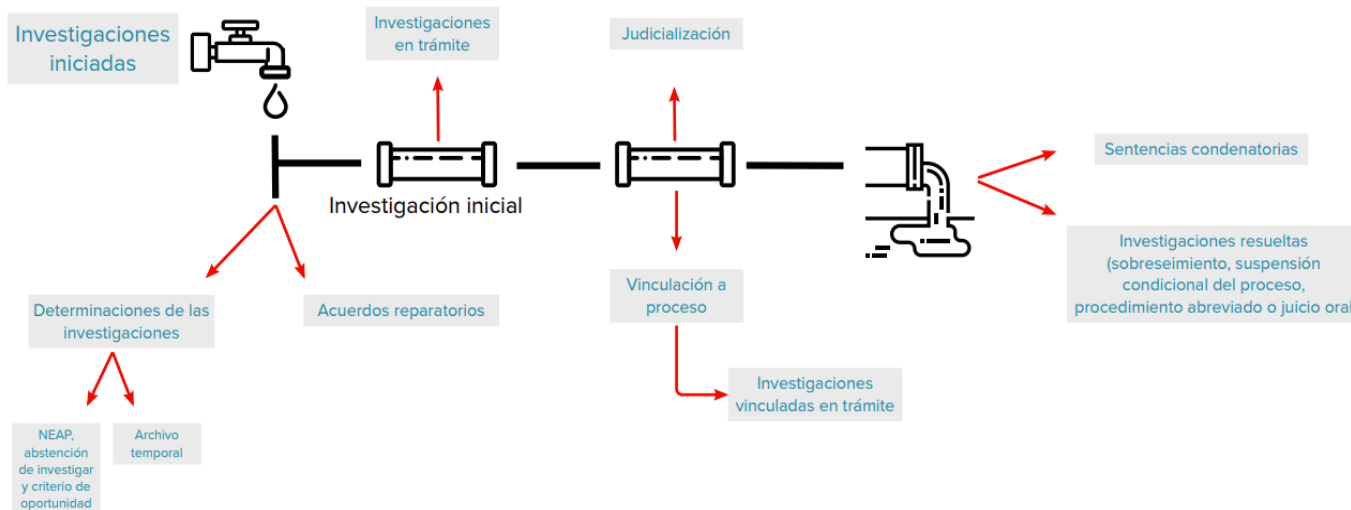 Investigaciones
iniciadas
Investigaciones
en trámite
Judicialización
Investigación inicial
Sentencias condenatorias
Investigaciones resueltas
(sobreseimiento, suspensión
condicional del proceso,
procedimiento abreviado o juicio oral
Determinaciones de las
investigaciones
Acuerdos reparatorios
Vinculación a
proceso
Investigaciones
vinculadas en trámite
NEAP,
abstención
de investigar
y criterio de
oportunidad
Archivo
temporal